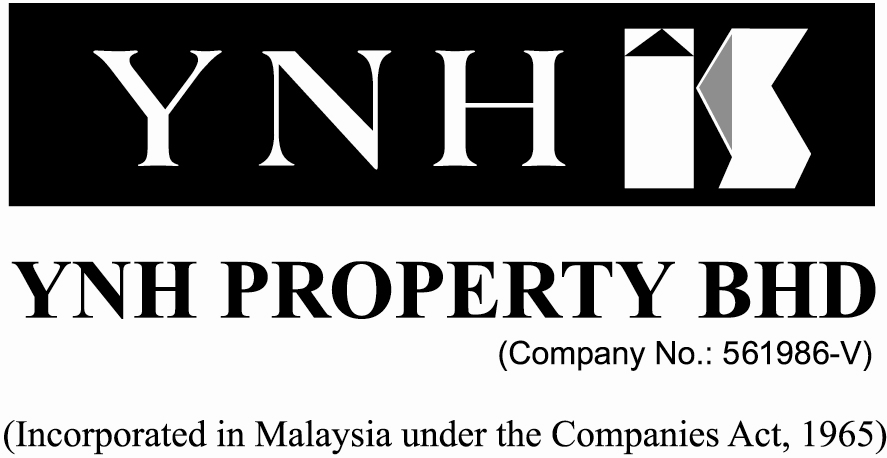 YNH
YNH PROPERTY BHD
(Company No.: 561986-V)
(Incorporated in Malaysia under the Companies Act, 1965)